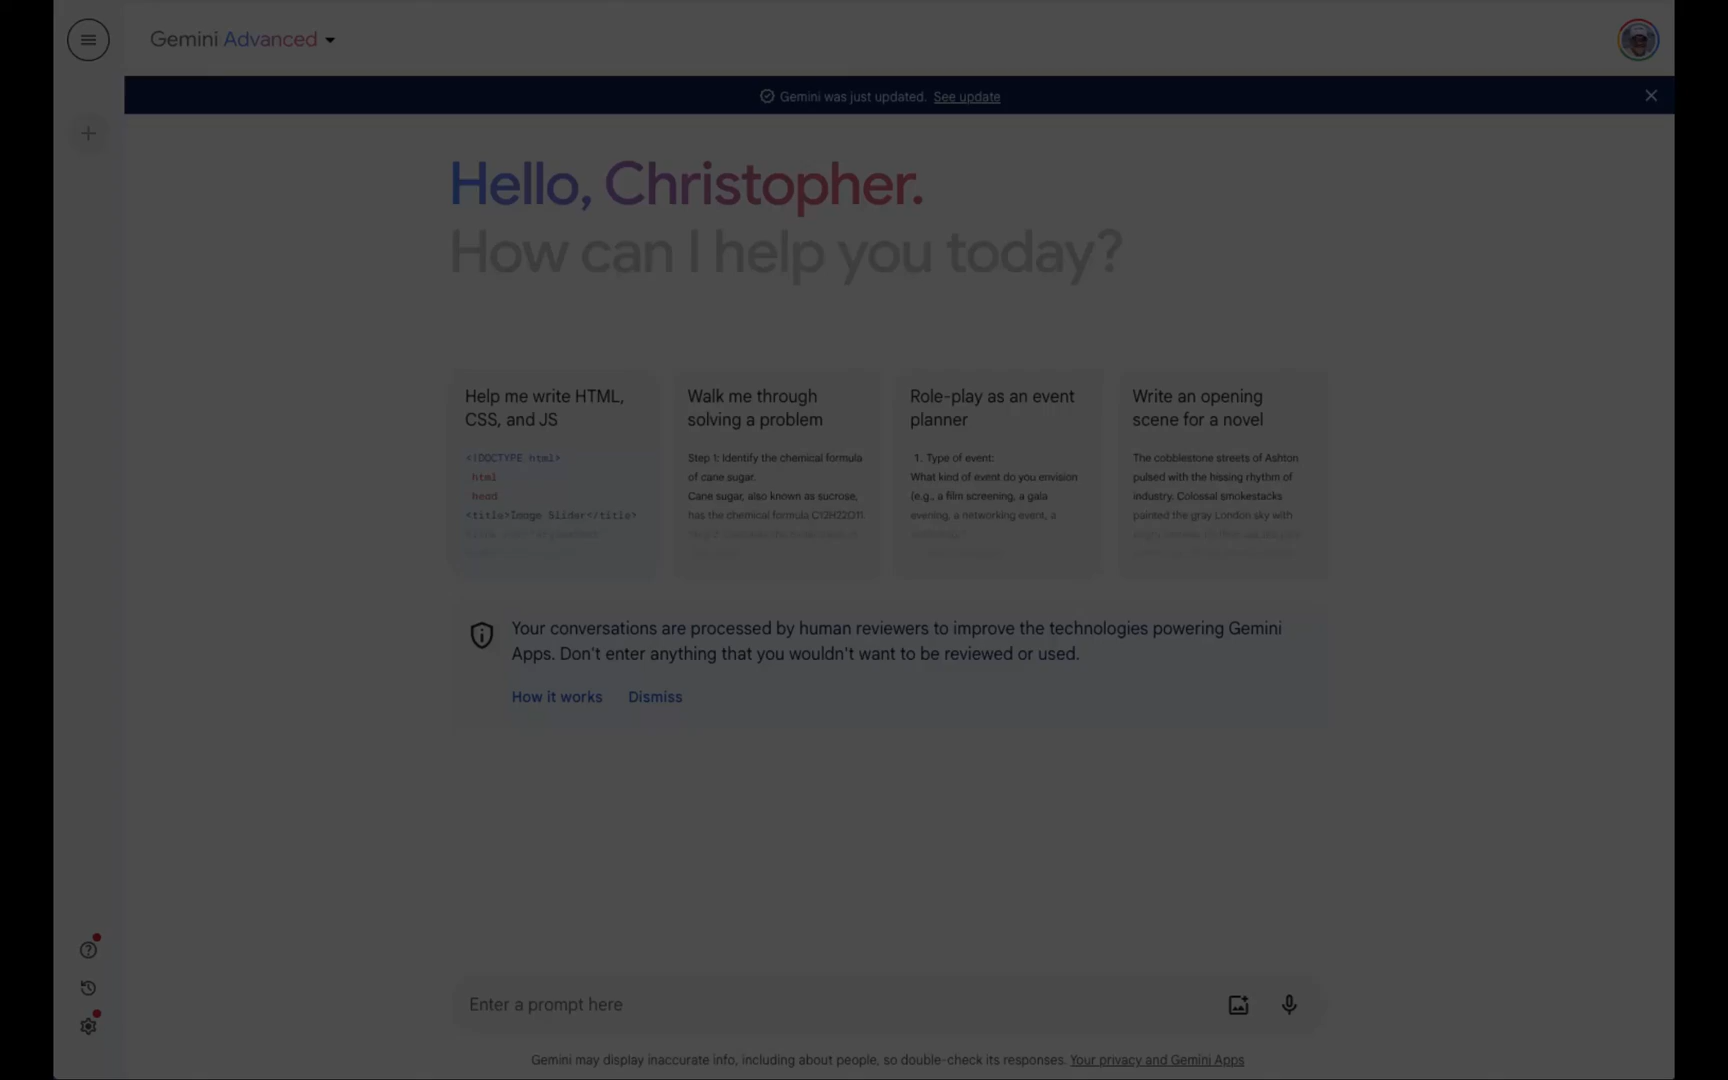 Gemini Advanced
Gemini was just updated. See update
Hello, Christopher.
How can I help you today?
Help me write HTML,
CSS, and JS
<!DOCTYPE html>
html
head
<title>Image Slider</title>
Walk me through
solving a problem
Step 1: Identify the chemical formula
of cane sugar.
Cane sugar, also known as sucrose,
has the chemical formula C12H22O11.
Role-play as an event
planner
1. Type of event:
What kind of event do you envision
(e.g., a film screening, a gala
evening, a networking event, a
Write an opening
scene for a novel
The cobblestone streets of Ashton
pulsed with the hissing rhythm of
industry. Colossal smokestacks
painted the gray London sky with
Your conversations are processed by human reviewers to improve the technologies powering Gemini
Apps. Don't enter anything that you wouldn't want to be reviewed or used.
How it works Dismiss
Enter a prompt here
Gemini may display inaccurate info, including about people, so double-check its responses. Your privacy and Gemini Apps